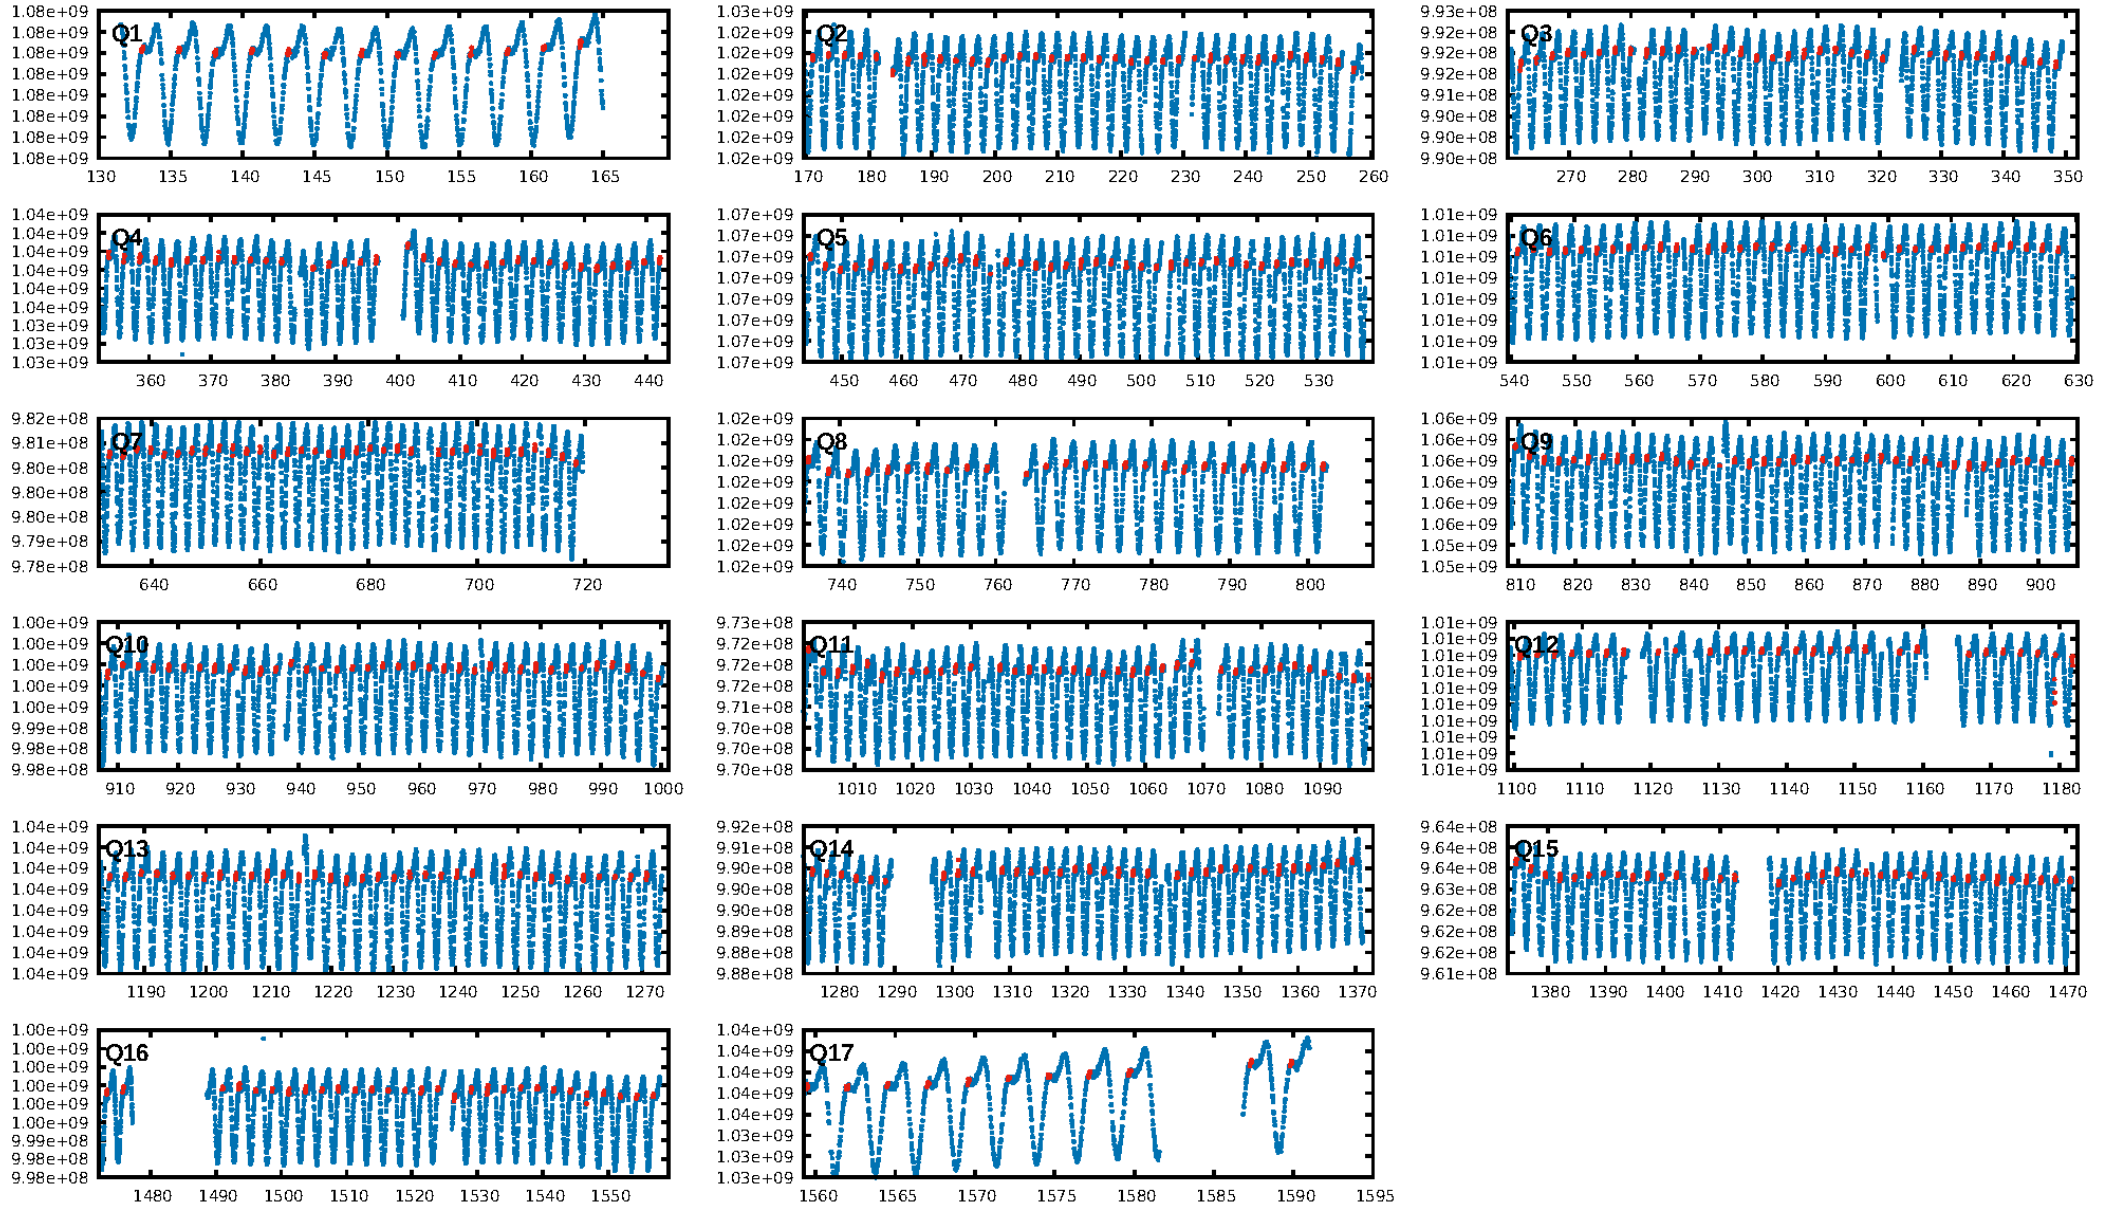 1.08e+09 1.08e+09 1.08e+09 1.08e+09 1.08e+09 1.08e+09 1.08e+09 1.08e+09
Q1
130 135 140 145 150 155 160 165
1.03e+09 1.02e+09 1.02e+09 1.02e+09 1.02e+09 1.02e+09 1.02e+09 1.02e+09
Q2
170 180 190 200 210 220 230 240 250 260
9.93e+08 9.92e+08 9.92e+08 9.92e+08 9.91e+08 9.91e+08 9.90e+08 9.90e+08
Q3
270 280 290 300 310 320 330 340 350
1.04e+09 1.04e+09 1.04e+09 1.04e+09 1.04e+09 1.04e+09 1.03e+09 1.03e+09 1.03e+09
Q4
360 370 380 390 400 410 420 430 440
1.07e+09 1.07e+09 1.07e+09 1.07e+09 1.07e+09 1.07e+09 1.07e+09 1.07e+09
Q5
450 460 470 480 490 500 510 520 530
1.01e+09 1.01e+09 1.01e+09 1.01e+09 1.01e+09 1.01e+09 1.01e+09 1.01e+09
Q6
540 550 560 570 580 590 600 610 620 630
9.82e+08 9.81e+08 9.80e+08 9.80e+08 9.80e+08 9.79e+08 9.78e+08
Q7
640 660 680 700 720
1.02e+09 1.02e+09 1.02e+09 1.02e+09 1.02e+09 1.02e+09 1.02e+09 1.02e+09
Q8
740 750 760 770 780 790 800
1.06e+09 1.06e+09 1.06e+09 1.06e+09 1.06e+09 1.06e+09 1.05e+09 1.05e+09
Q9
810 820 830 840 850 860 870 880 890 900
1.00e+09 1.00e+09 1.00e+09 1.00e+09 1.00e+09 9.99e+08 9.98e+08 9.98e+08
Q10
910 920 930 940 950 960 970 980 990 1000
9.73e+08 9.72e+08 9.72e+08 9.72e+08 9.71e+08 9.70e+08 9.70e+08 9.70e+08
Q11
1010 1020 1030 1040 1050 1060 1070 1080 1090
1.01e+09 1.01e+09 1.01e+09 1.01e+09 1.01e+09 1.01e+09 1.01e+09 1.01e+09 1.01e+09 1.01e+09
Q12
1100 1110 1120 1130 1140 1150 1160 1170 1180
1.04e+09 1.04e+09 1.04e+09 1.04e+09 1.04e+09 1.04e+09 1.04e+09 1.04e+09
Q13
1190 1200 1210 1220 1230 1240 1250 1260 1270
9.92e+08 9.91e+08 9.90e+08 9.90e+08 9.90e+08 9.89e+08 9.88e+08 9.88e+08
Q14
1280 1290 1300 1310 1320 1330 1340 1350 1360 1370
9.64e+08 9.64e+08 9.64e+08 9.63e+08 9.62e+08 9.62e+08 9.62e+08 9.61e+08
Q15
1380 1390 1400 1410 1420 1430 1440 1450 1460 1470
1.00e+09 1.00e+09 1.00e+09 1.00e+09 1.00e+09 1.00e+09 9.99e+08 9.98e+08 9.98e+08
Q16
1480 1490 1500 1510 1520 1530 1540 1550
1.04e+09 1.04e+09 1.04e+09 1.04e+09 1.04e+09 1.03e+09 1.03e+09 1.03e+09
Q17
1560 1565 1570 1575 1580 1585 1590 1595